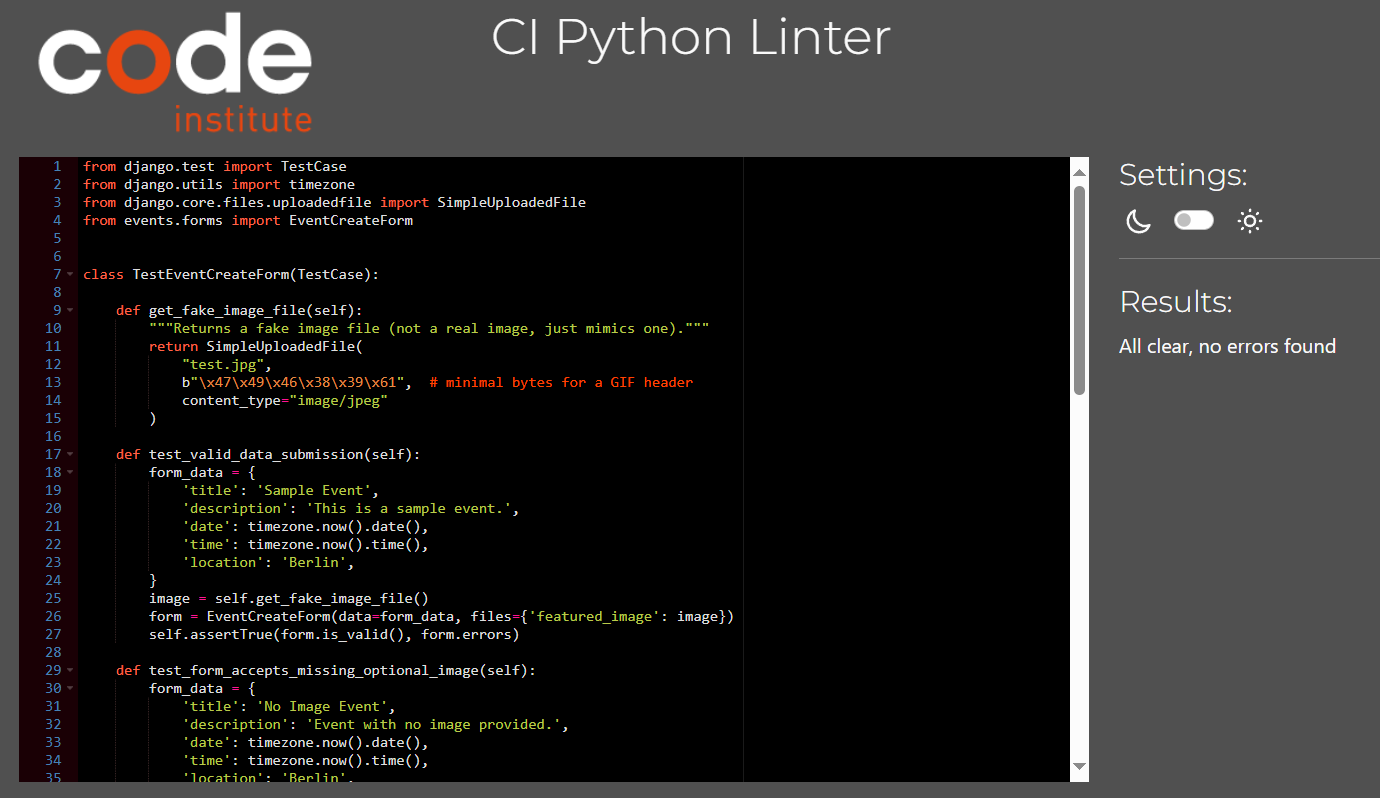 code
institute
CI Python Linter
1 from django.test import TestCase
2 from django.utils import timezone
3 from django.core.files.uploadedfile import SimpleUploadedFile
4 from events.forms import EventCreateForm
5
6
7 class TestEventCreateForm(TestCase):
8
9     def get_fake_image_file(self):
10         """Returns a fake image file (not a real image, just mimics one)."""
11         return SimpleUploadedFile(
12             "test.jpg",
13             b"\x47\x49\x46\x38\x39\x61",  # minimal bytes for a GIF header
14             content_type="image/jpeg"
15         )
16
17     def test_valid_data_submission(self):
18         form_data = {
19             'title': 'Sample Event',
20             'description': 'This is a sample event.',
21             'date': timezone.now().date(),
22             'time': timezone.now().time(),
23             'location': 'Berlin',
24         }
25         image = self.get_fake_image_file()
26         form = EventCreateForm(data=form_data, files={'featured_image': image})
27         self.assertTrue(form.is_valid(), form.errors)
28
29     def test_form_accepts_missing_optional_image(self):
30         form_data = {
31             'title': 'No Image Event',
32             'description': 'Event with no image provided.',
33             'date': timezone.now().date(),
34             'time': timezone.now().time(),
35             'location': 'Berlin',
Settings:
Results:
All clear, no errors found